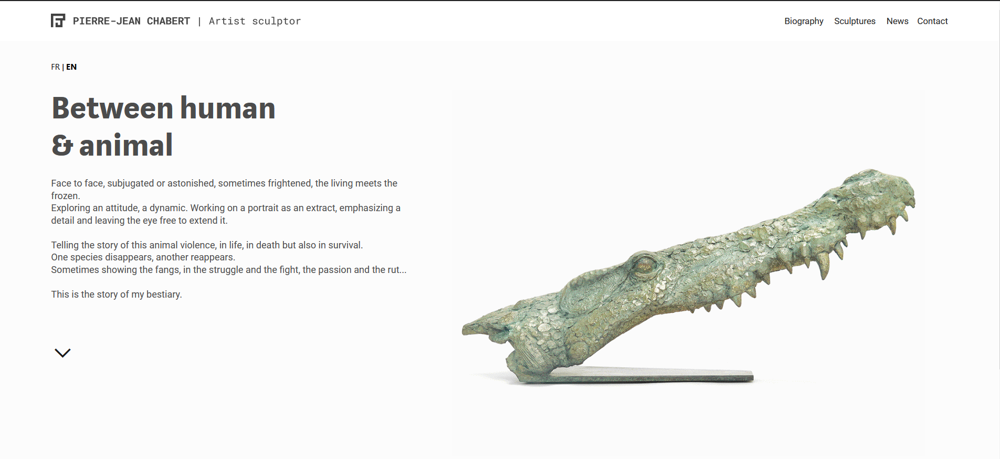 PIERRE-JEAN CHABERT | Artist sculptor
Biography Sculptures News Contact
FR | EN
Between human
& animal
Face to face, subjugated or astonished, sometimes frightened, the living meets the
frozen.
Exploring an attitude, a dynamic. Working on a portrait as an extract, emphasizing a
detail and leaving the eye free to extend it.
Telling the story of this animal violence, in life, in death but also in survival.
One species disappears, another reappears.
Sometimes showing the fangs, in the struggle and the fight, the passion and the rut...
This is the story of my bestiary.